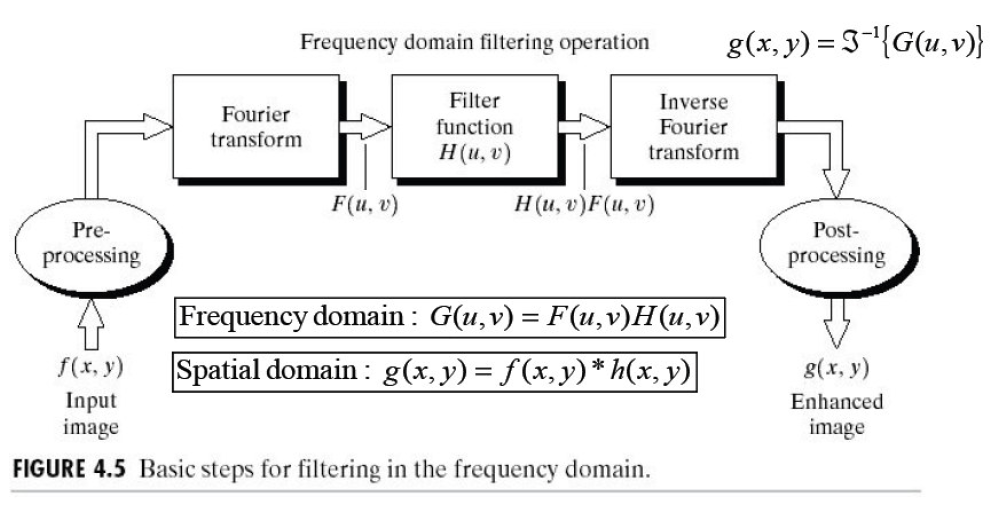 Frequency domain filtering operation
g(x, y) = ℑ⁻¹{G(u, v)}
Fourier
transform
Filter
function
H(u, v)
Inverse
Fourier
transform
F(u, v)
H(u, v)F(u, v)
Pre-
processing
Post-
processing
Frequency domain : G(u, v) = F(u, v)H(u, v)
Spatial domain : g(x, y) = f(x, y) * h(x, y)
f(x, y)
Input
image
g(x, y)
Enhanced
image
FIGURE 4.5 Basic steps for filtering in the frequency domain.